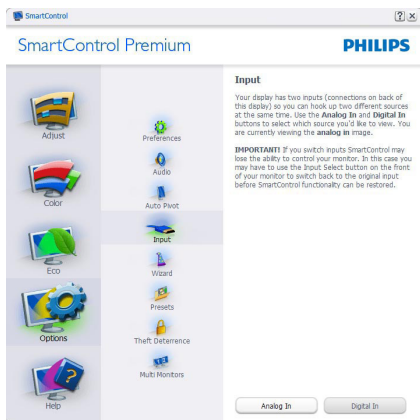 SmartControl
SmartControl Premium
PHILIPS
Adjust
Color
Eco
Options
Help
Preferences
Audio
Auto Pivot
Input
Wizard
Presets
Theft Deterrence
Multi Monitors
Input
Your display has two inputs (connections on back of
this display) so you can hook up two different sources
at the same time. Use the Analog In and Digital In
buttons to select which source you'd like to view. You
are currently viewing the analog in image.
IMPORTANT! If you switch inputs SmartControl may
lose the ability to control your monitor. In this case you
may have to use the Input Select button on the front
of your monitor to switch back to the original input
before SmartControl functionality can be restored.
Analog In
Digital In